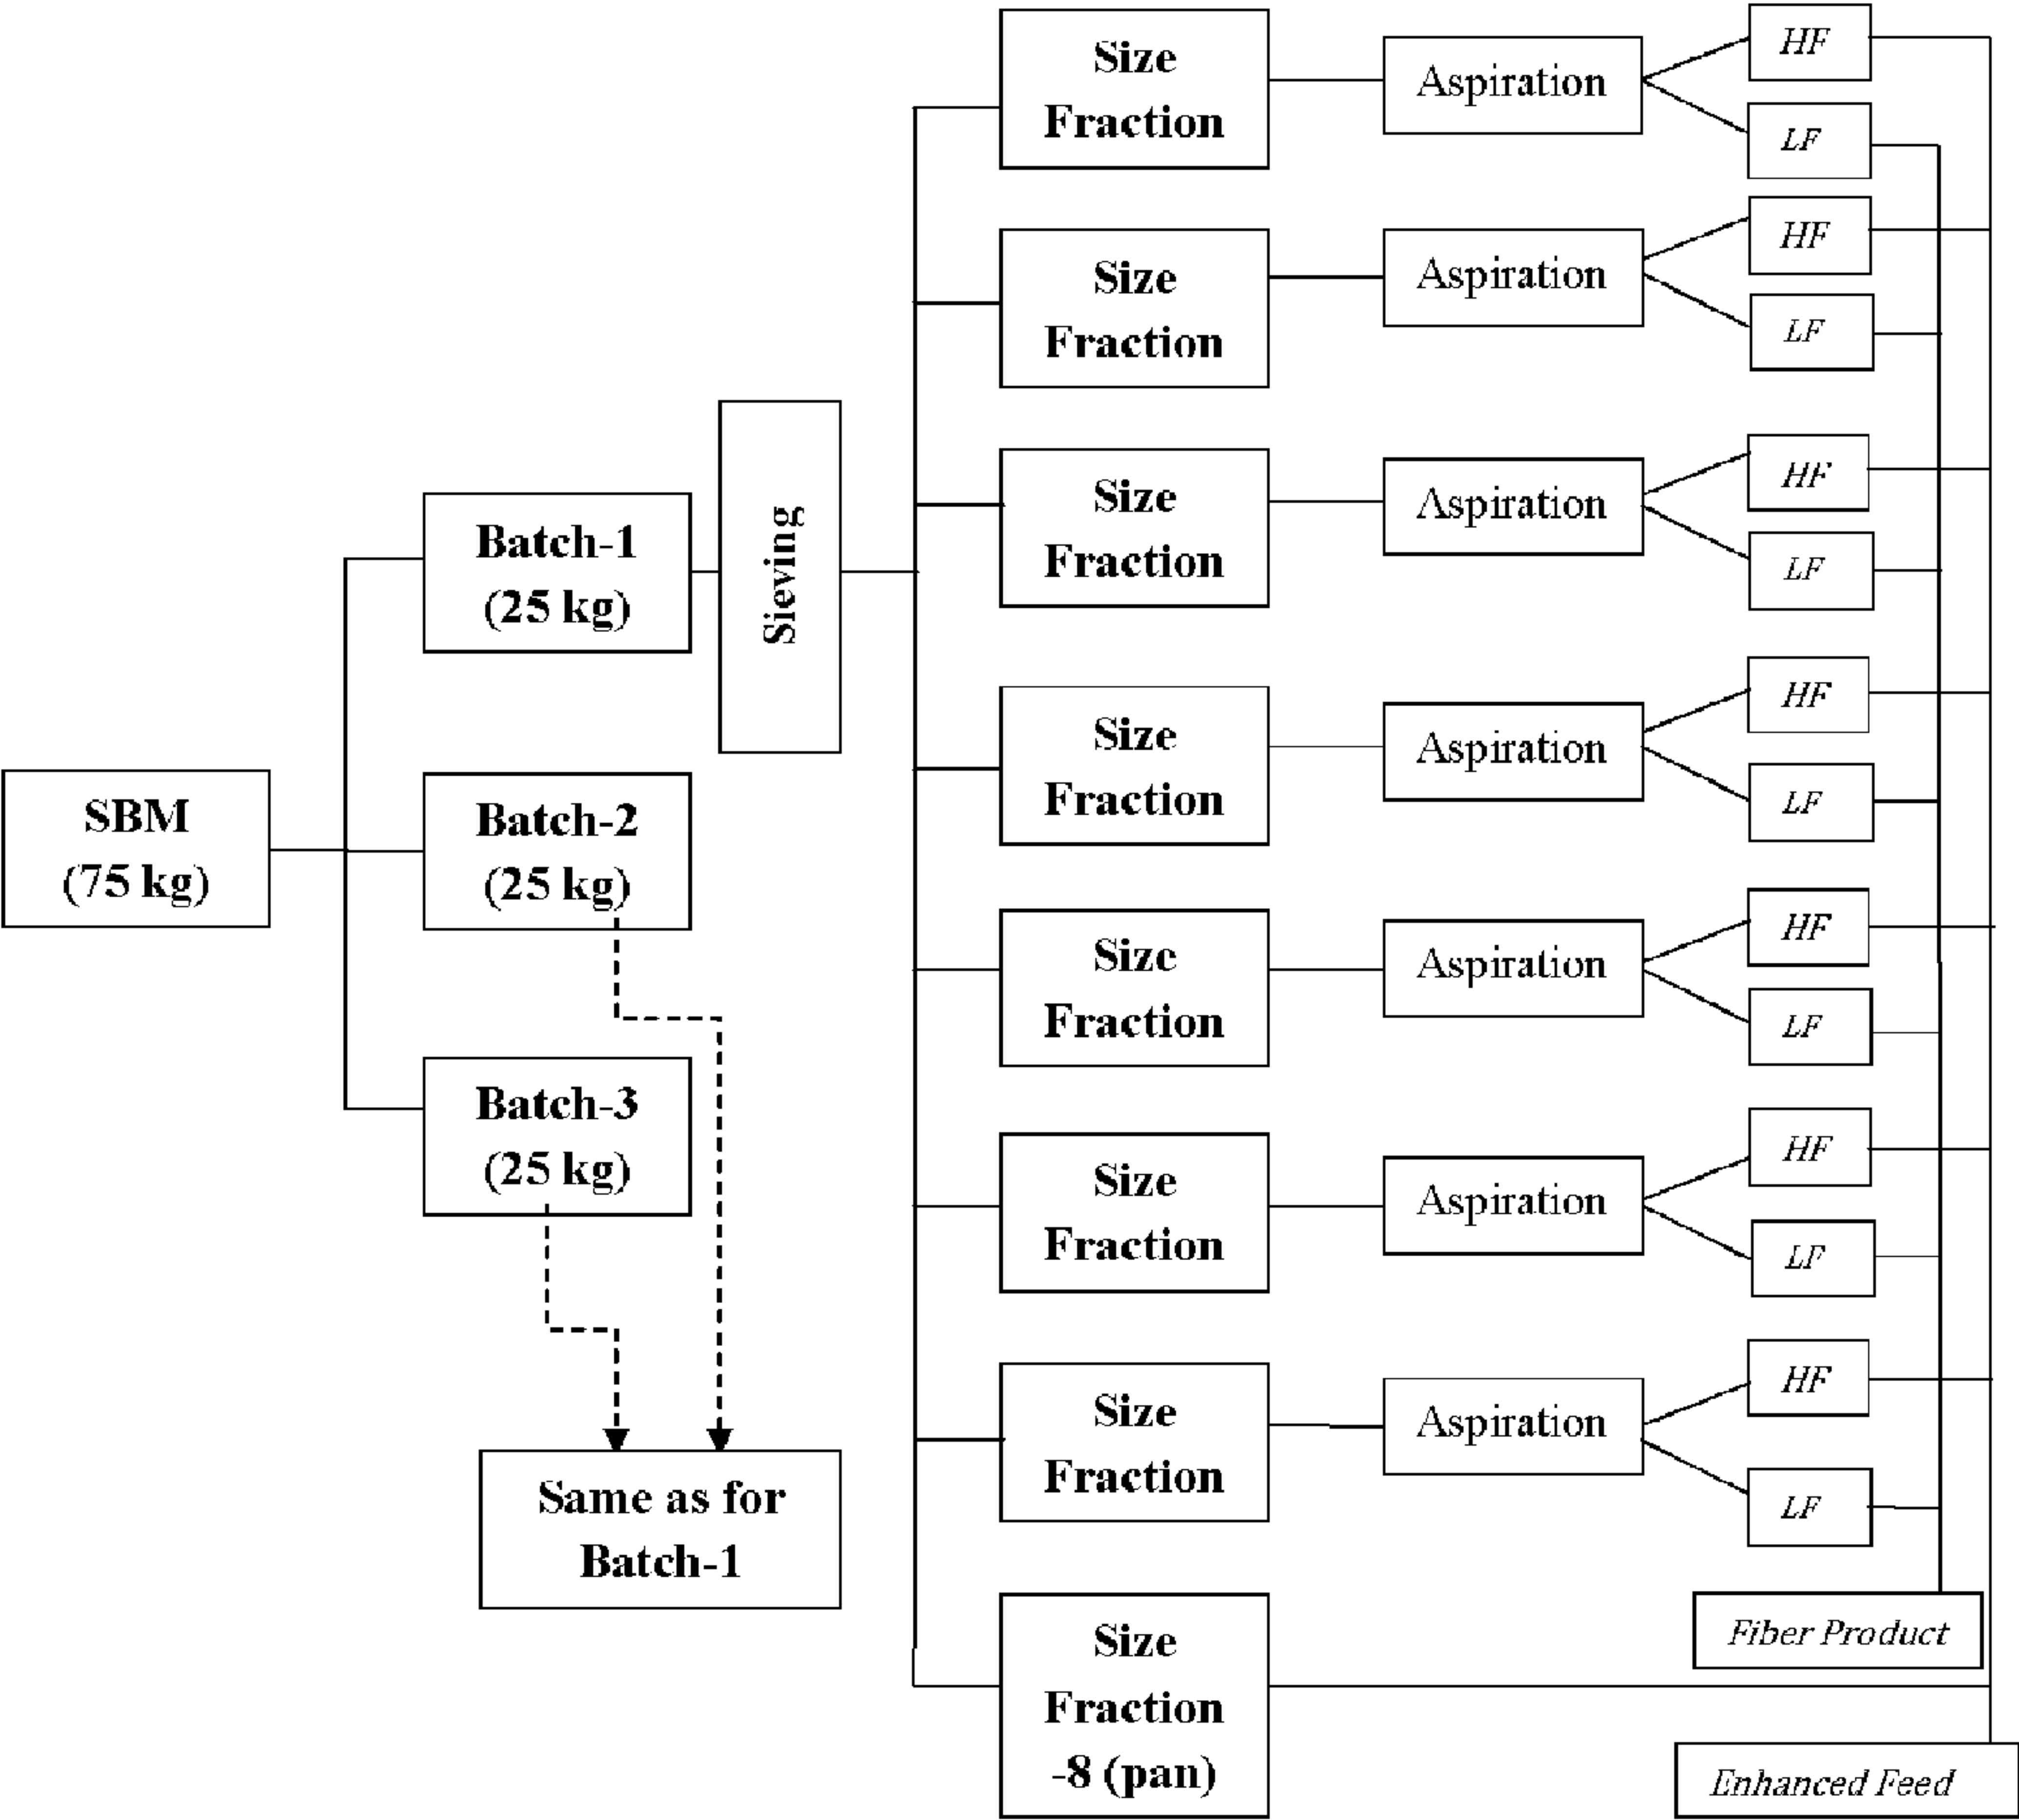 SBM
(75 kg)
Batch-1
(25 kg)
Batch-2
(25 kg)
Batch-3
(25 kg)
Same as for
Batch-1
Sieving
Size
Fraction
Aspiration
HF
LF
Size
Fraction
Aspiration
HF
LF
Size
Fraction
Aspiration
HF
LF
Size
Fraction
Aspiration
HF
LF
Size
Fraction
Aspiration
HF
LF
Size
Fraction
Aspiration
HF
LF
Size
Fraction
Aspiration
HF
LF
Size
Fraction
-8 (pan)
Fiber Product
Enhanced Feed